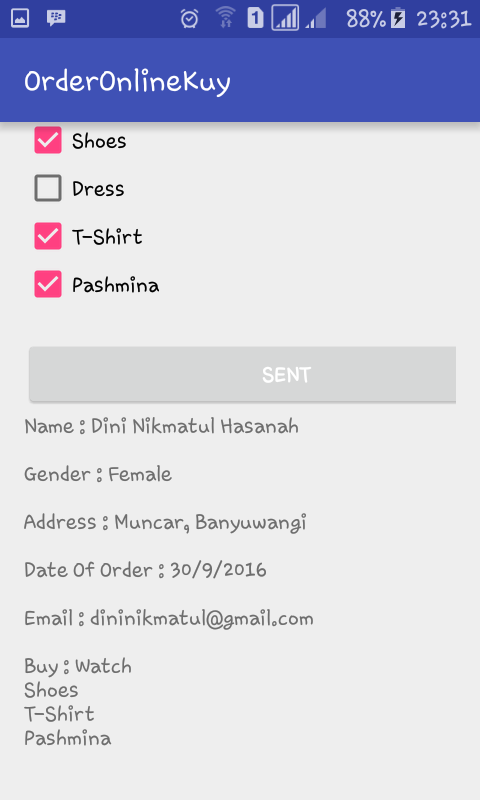 1 88% 23:31
OrderOnlineKuy
Shoes
Dress
T-Shirt
Pashmina
SENT
Name : Dini Nikmatul Hasanah
Gender : Female
Address : Muncar, Banyuwangi
Date Of Order : 30/9/2016
Email : dininikmatul@gmail.com
Buy : Watch
Shoes
T-Shirt
Pashmina